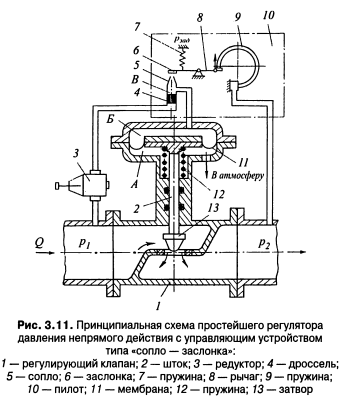 7
Pзад
8
9
10
6
5
В
4
Б
3
А
11
В атмосферу
12
2
13
Q
p1
p2
1
Рис. 3.11. Принципиальная схема простейшего регулятора
давления непрямого действия с управляющим устройством
типа «сопло — заслонка»:
1 — регулирующий клапан; 2 — шток; 3 — редуктор; 4 — дроссель;
5 — сопло; 6 — заслонка; 7 — пружина; 8 — рычаг; 9 — пружина;
10 — пилот; 11 — мембрана; 12 — пружина; 13 — затвор